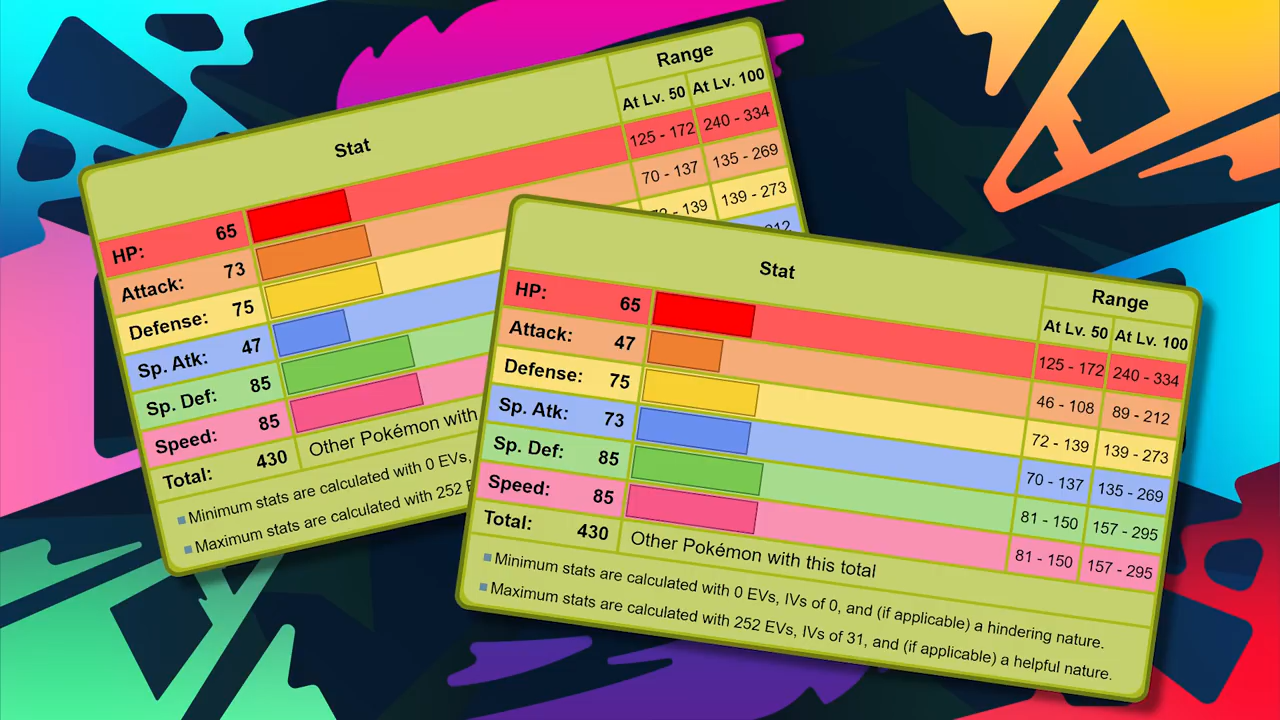 Stat
Range
At Lv. 50 At Lv. 100
HP: 65 125 - 172 240 - 334
Attack: 73 70 - 137 135 - 269
Defense: 75 139 139 - 273
Sp. Atk: 47
Sp. Def: 85
Speed: 85
Total: 430 Other Pokémon with
Minimum stats are calculated with 0 EVs,
Maximum stats are calculated with 252
Stat
Range
At Lv. 50 At Lv. 100
HP: 65 125 - 172 240 - 334
Attack: 47 46 - 108 89 - 212
Defense: 75 72 - 139 139 - 273
Sp. Atk: 73 70 - 137 135 - 269
Sp. Def: 85 81 - 150 157 - 295
Speed: 85 81 - 150 157 - 295
Total: 430 Other Pokémon with this total
Minimum stats are calculated with 0 EVs, IVs of 0, and (if applicable) a hindering nature.
Maximum stats are calculated with 252 EVs, IVs of 31, and (if applicable) a helpful nature.